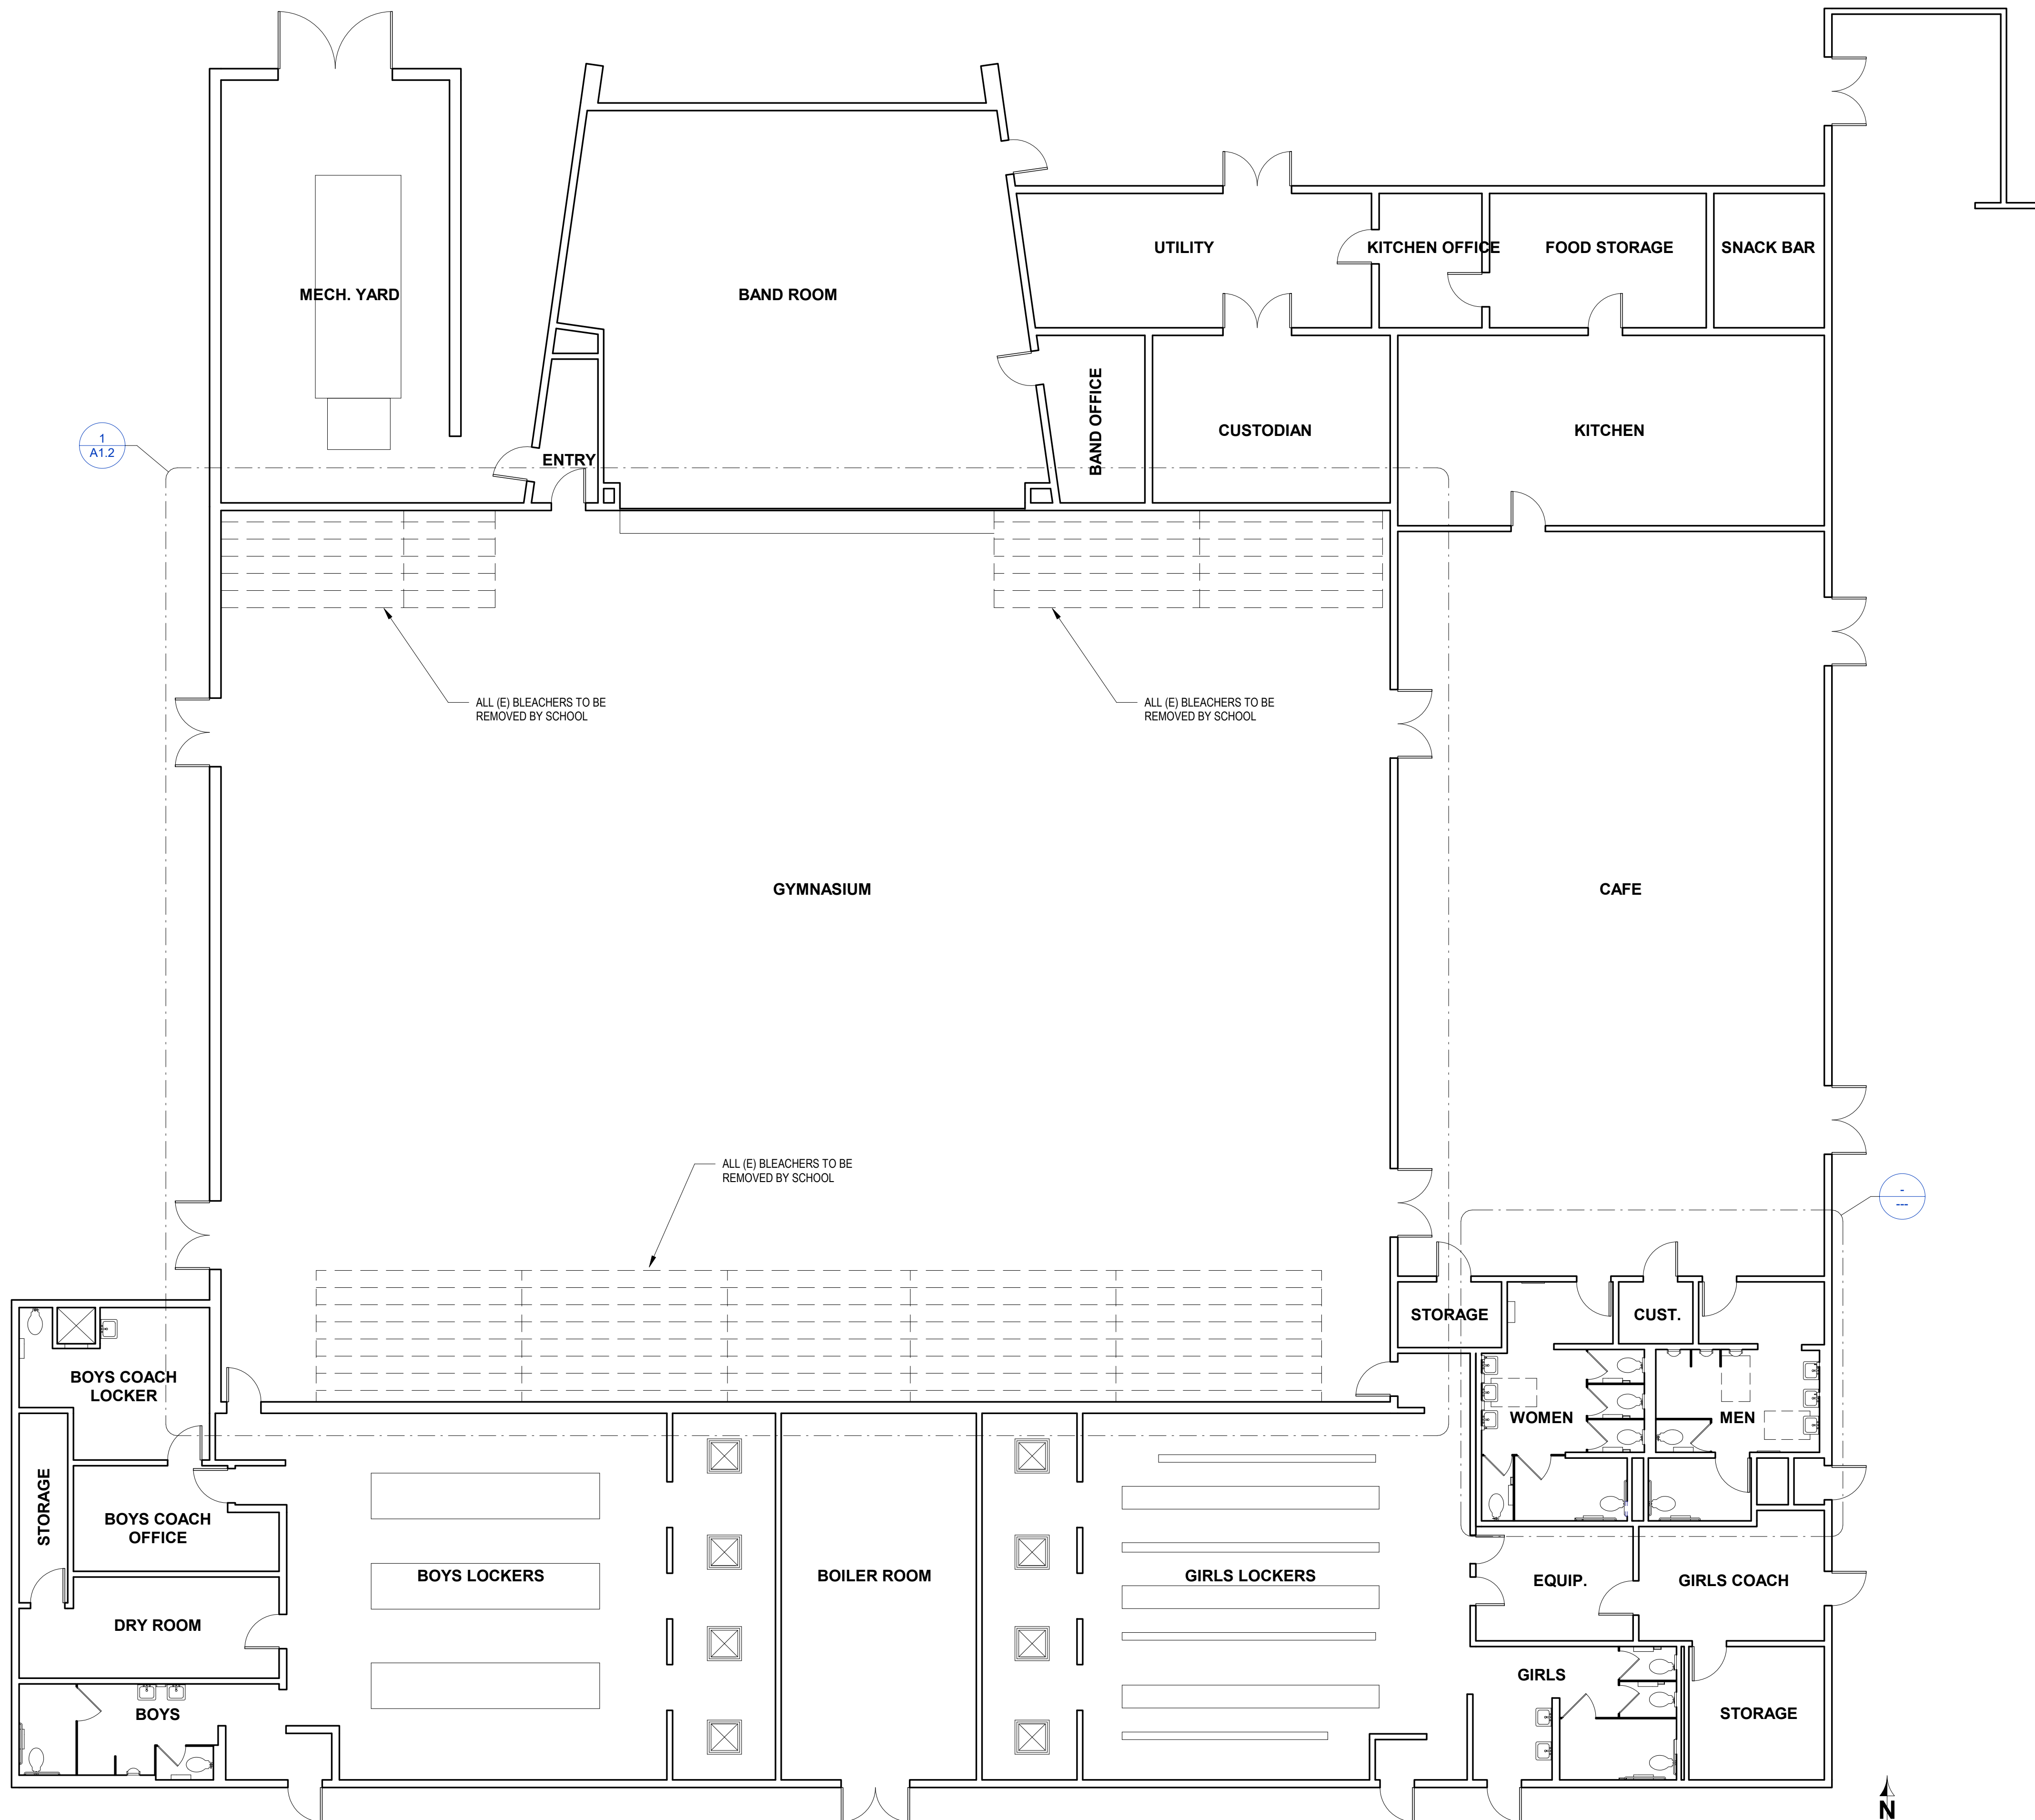 UTILITY
KITCHEN OFFICE
FOOD STORAGE
SNACK BAR
MECH. YARD
BAND ROOM
BAND OFFICE
CUSTODIAN
KITCHEN
1
A1.2
ENTRY
ALL (E) BLEACHERS TO BE
REMOVED BY SCHOOL
ALL (E) BLEACHERS TO BE
REMOVED BY SCHOOL
GYMNASIUM
CAFE
ALL (E) BLEACHERS TO BE
REMOVED BY SCHOOL
-
---
STORAGE
CUST.
BOYS COACH
LOCKER
WOMEN
MEN
STORAGE
BOYS COACH
OFFICE
BOYS LOCKERS
BOILER ROOM
GIRLS LOCKERS
EQUIP.
GIRLS COACH
DRY ROOM
GIRLS
BOYS
STORAGE
N